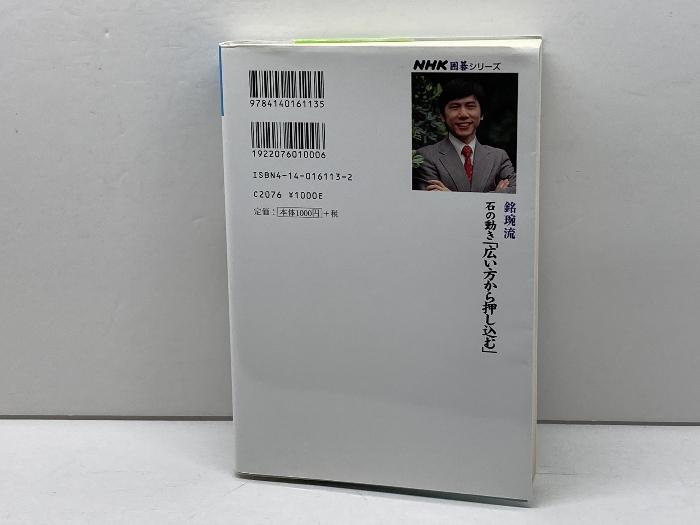 NHK囲碁シリーズ
銘琬流
石の動き「広い方から押し込む」
9784140161135
1922076010006
ISBN4-14-016113-2
C2076 ¥1000E
定価：本体1000円+税